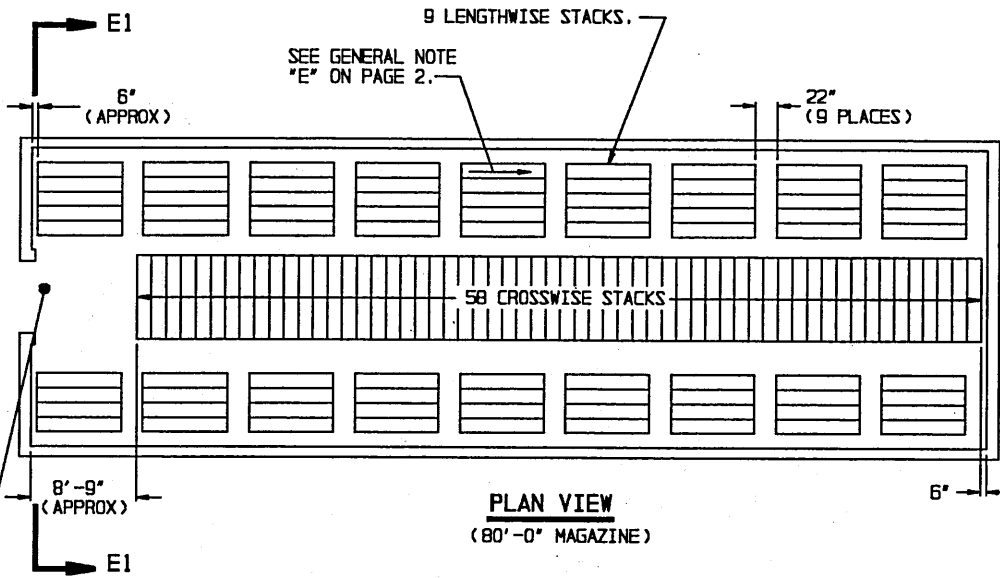 E1
9 LENGTHWISE STACKS.
SEE GENERAL NOTE
"E" ON PAGE 2.
6"
(APPROX)
22"
(9 PLACES)
58 CROSSWISE STACKS
8'-9"
(APPROX)
6"
PLAN VIEW
(80'-0" MAGAZINE)
E1